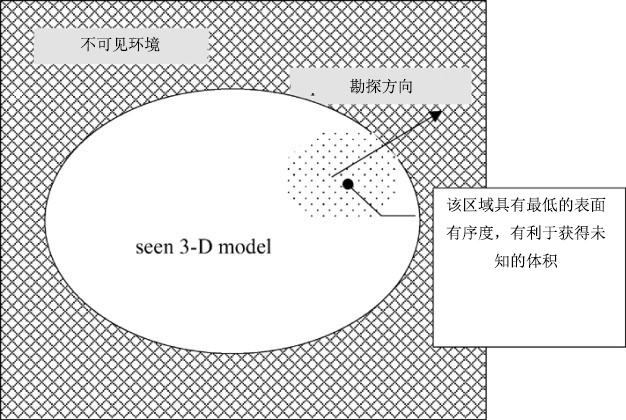 不可见环境
勘探方向
该区域具有最低的表面
有序度，有利于获得未
知的体积
seen 3-D model